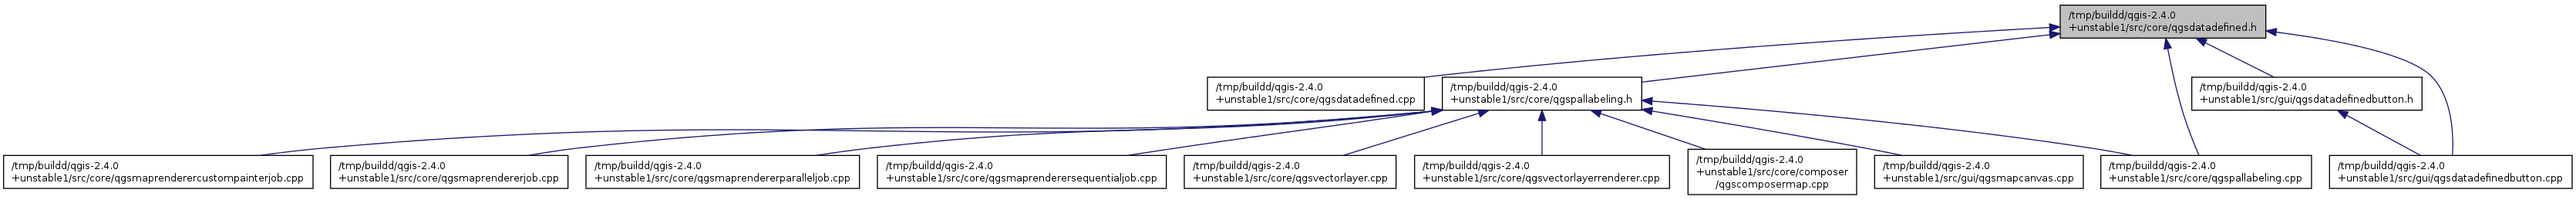 /tmp/buildd/qgis-2.4.0
+unstable1/src/core/qgsdatadefined.h
/tmp/buildd/qgis-2.4.0
+unstable1/src/core/qgsdatadefined.cpp
/tmp/buildd/qgis-2.4.0
+unstable1/src/core/qgspallabeling.h
/tmp/buildd/qgis-2.4.0
+unstable1/src/gui/qgsdatadefinedbutton.h
/tmp/buildd/qgis-2.4.0
+unstable1/src/core/qgsmaprenderercustompainterjob.cpp
/tmp/buildd/qgis-2.4.0
+unstable1/src/core/qgsmaprendererjob.cpp
/tmp/buildd/qgis-2.4.0
+unstable1/src/core/qgsmaprendererparalleljob.cpp
/tmp/buildd/qgis-2.4.0
+unstable1/src/core/qgsmaprenderersequentialjob.cpp
/tmp/buildd/qgis-2.4.0
+unstable1/src/core/qgsvectorlayer.cpp
/tmp/buildd/qgis-2.4.0
+unstable1/src/core/qgsvectorlayerrenderer.cpp
/tmp/buildd/qgis-2.4.0
+unstable1/src/core/composer
/qgscomposermap.cpp
/tmp/buildd/qgis-2.4.0
+unstable1/src/gui/qgsmapcanvas.cpp
/tmp/buildd/qgis-2.4.0
+unstable1/src/core/qgspallabeling.cpp
/tmp/buildd/qgis-2.4.0
+unstable1/src/gui/qgsdatadefinedbutton.cpp